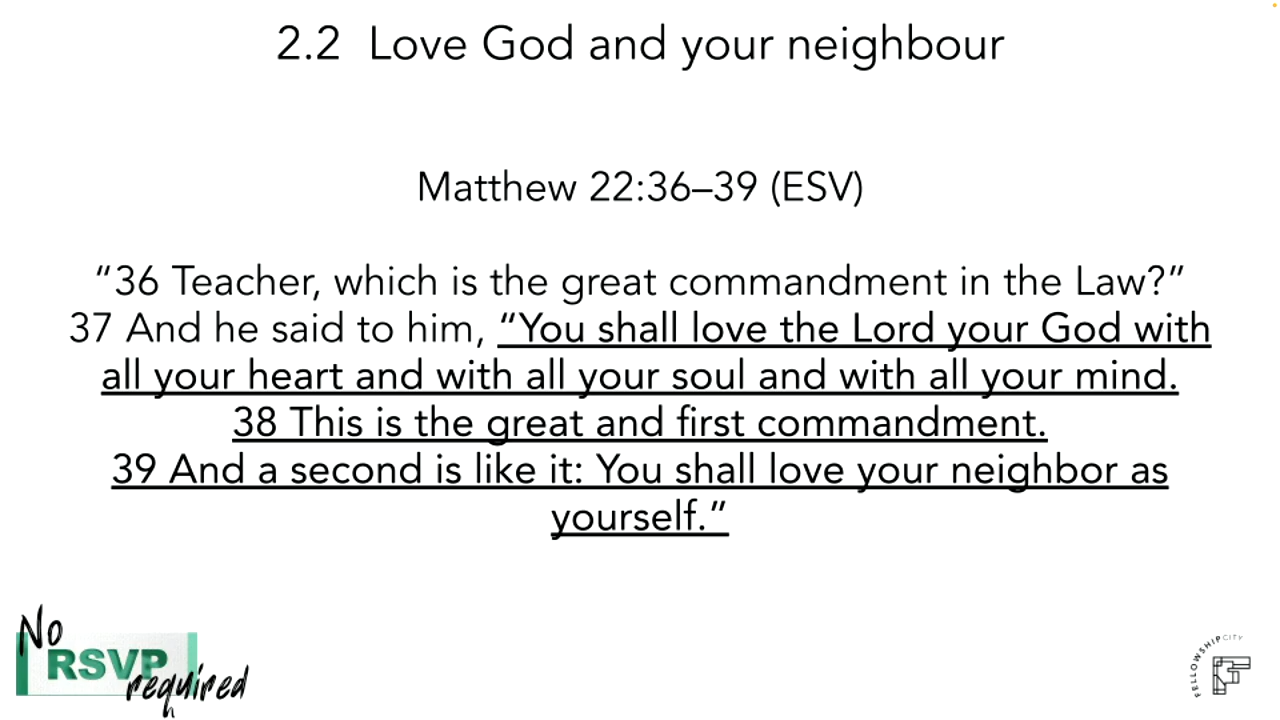 2.2 Love God and your neighbour
Matthew 22:36–39 (ESV)
“36 Teacher, which is the great commandment in the Law?”
37 And he said to him, “You shall love the Lord your God with
all your heart and with all your soul and with all your mind.
38 This is the great and first commandment.
39 And a second is like it: You shall love your neighbor as
yourself.”
No
RSVP
required
FELLOWSHIPCITY